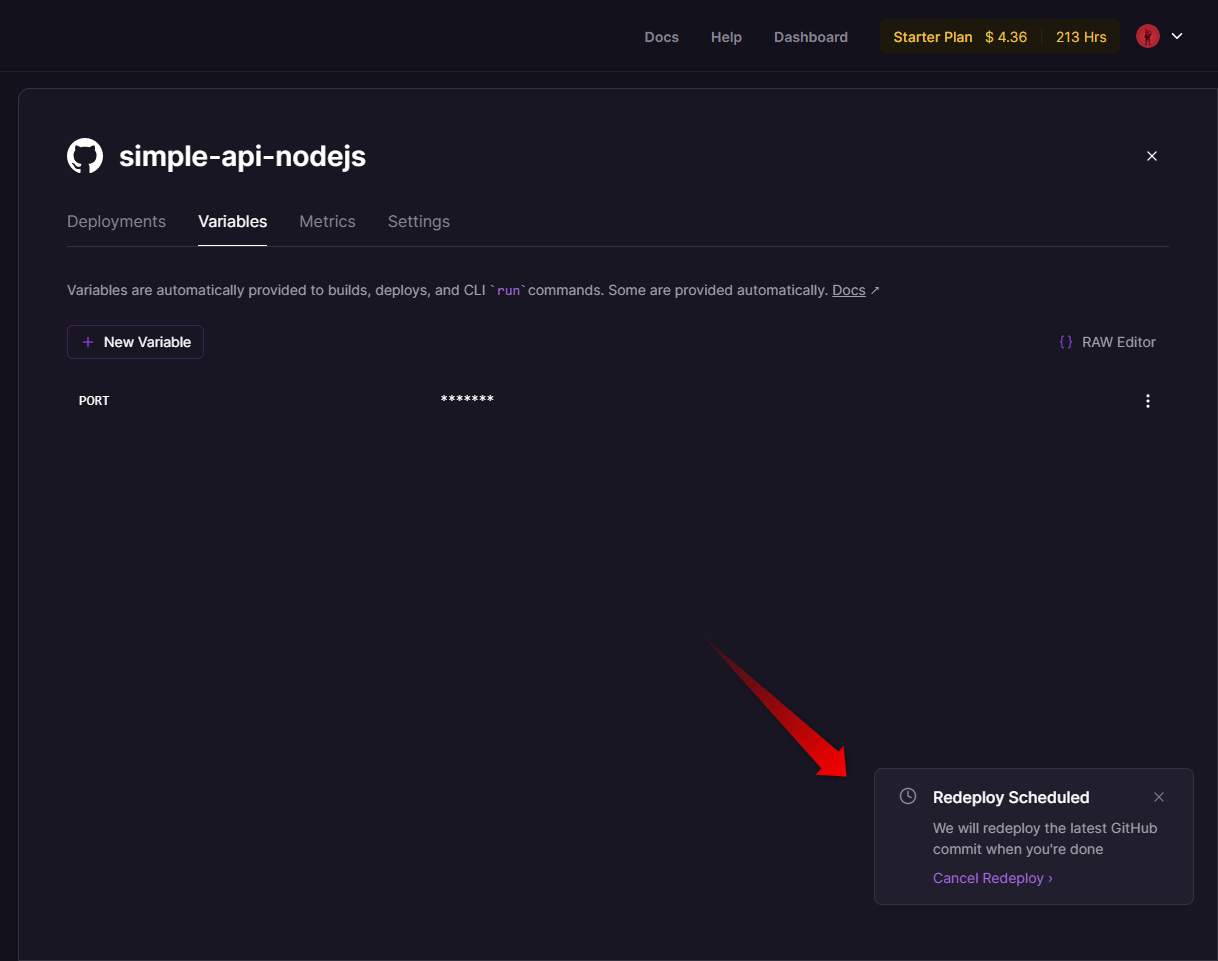 Docs Help Dashboard Starter Plan $ 4.36 213 Hrs
simple-api-nodejs
Deployments Variables Metrics Settings
Variables are automatically provided to builds, deploys, and CLI `run` commands. Some are provided automatically. Docs ↗
+ New Variable {} RAW Editor
PORT *******
Redeploy Scheduled
We will redeploy the latest GitHub
commit when you're done
Cancel Redeploy ›